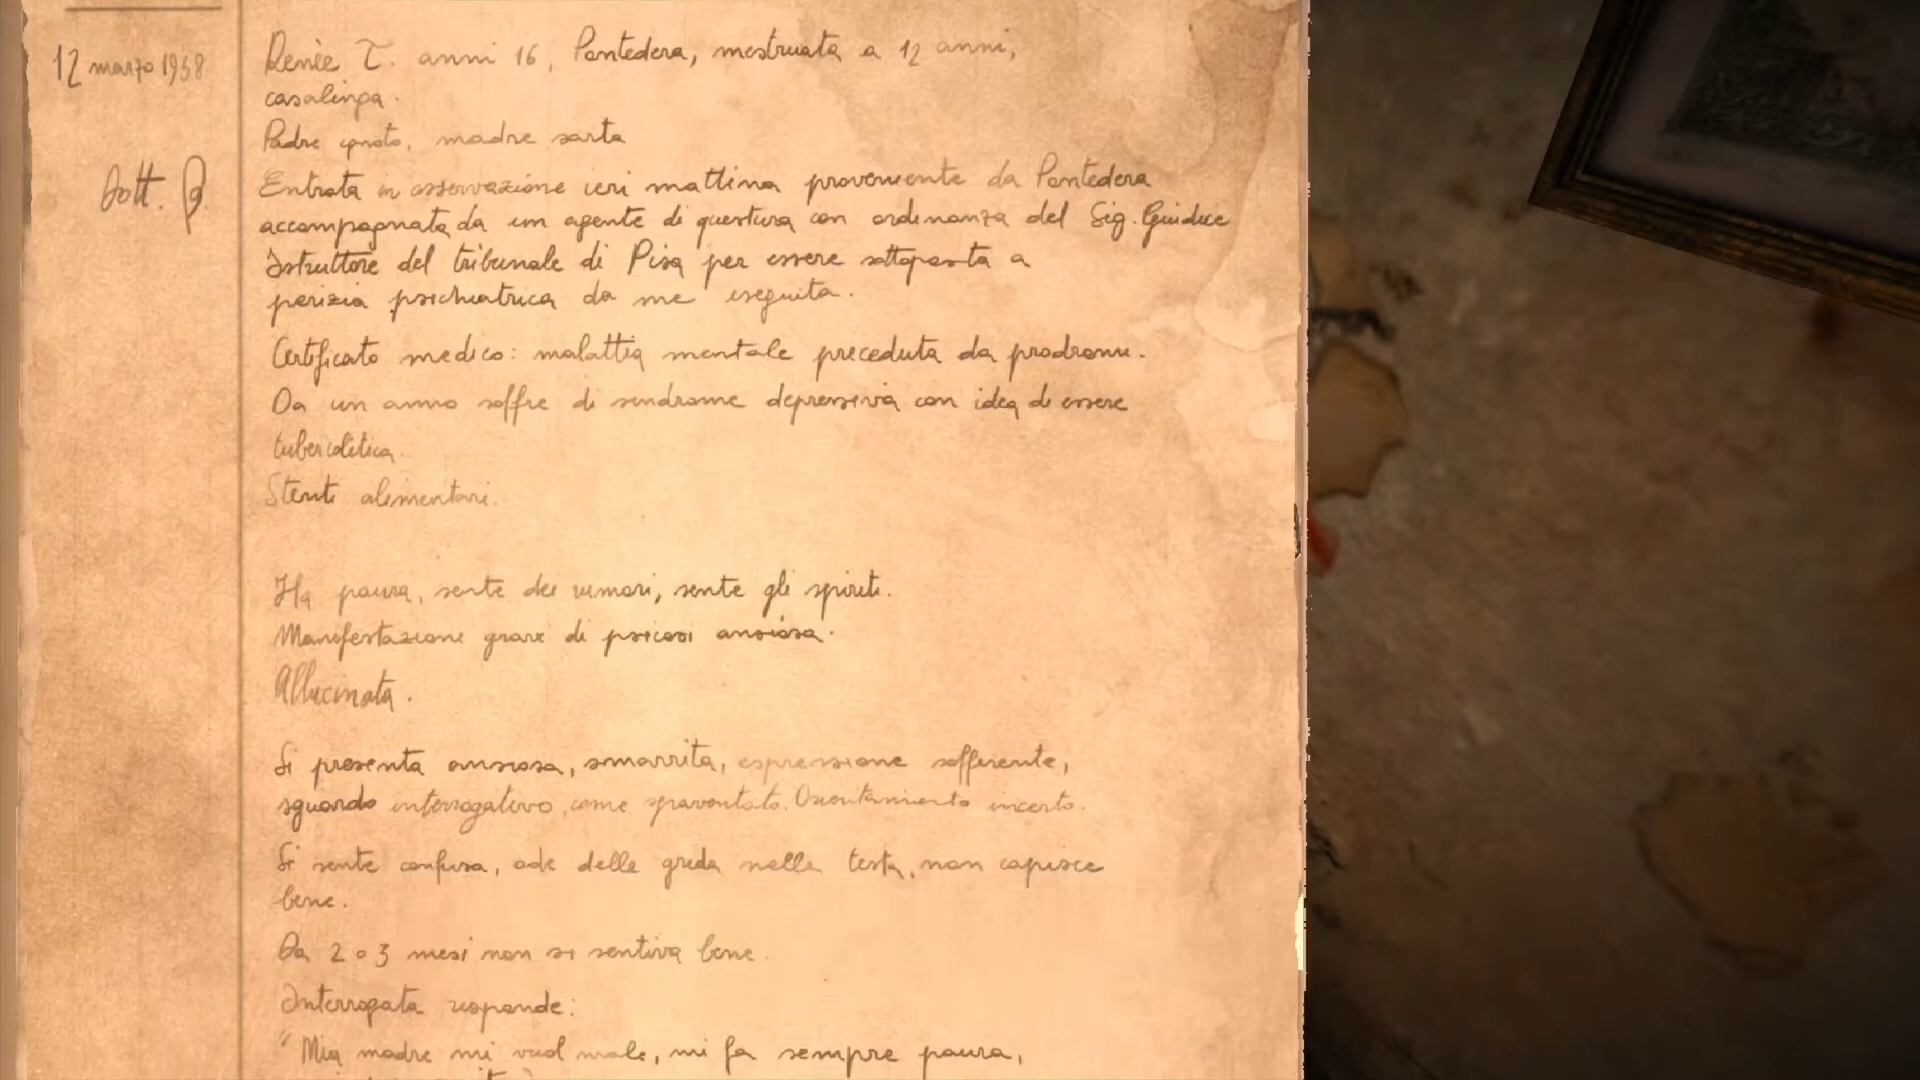 12 marzo 1938
Renèe T. anni 16, Pontedera, mestruata a 12 anni,
casalinga.
Padre ignoto, madre sarta
Dott. P.
Entrata in osservazione ieri mattina proveniente da Pontedera
accompagnata da un agente di questura con ordinanza del Sig. Giudice
Istruttore del tribunale di Pisa per essere sottoposta a
perizia psichiatrica da me eseguita.
Certificato medico: malattia mentale preceduta da prodromi.
Da un anno soffre di sindrome depressiva con idea di essere
tubercolitica.
Stenti alimentari.
Ha paura, sente dei rumori, sente gli spiriti.
Manifestazione grave di psicosi ansiosa.
Allucinata.
Si presenta ansiosa, smarrita, espressione sofferente,
sguardo interrogativo, come spaventato. Orientamento incerto.
Si sente confusa, ode delle grida nella testa, non capisce
bene.
Da 2 o 3 mesi non si sentiva bene.
Interrogata risponde:
"Mia madre mi vuol male, mi fa sempre paura,